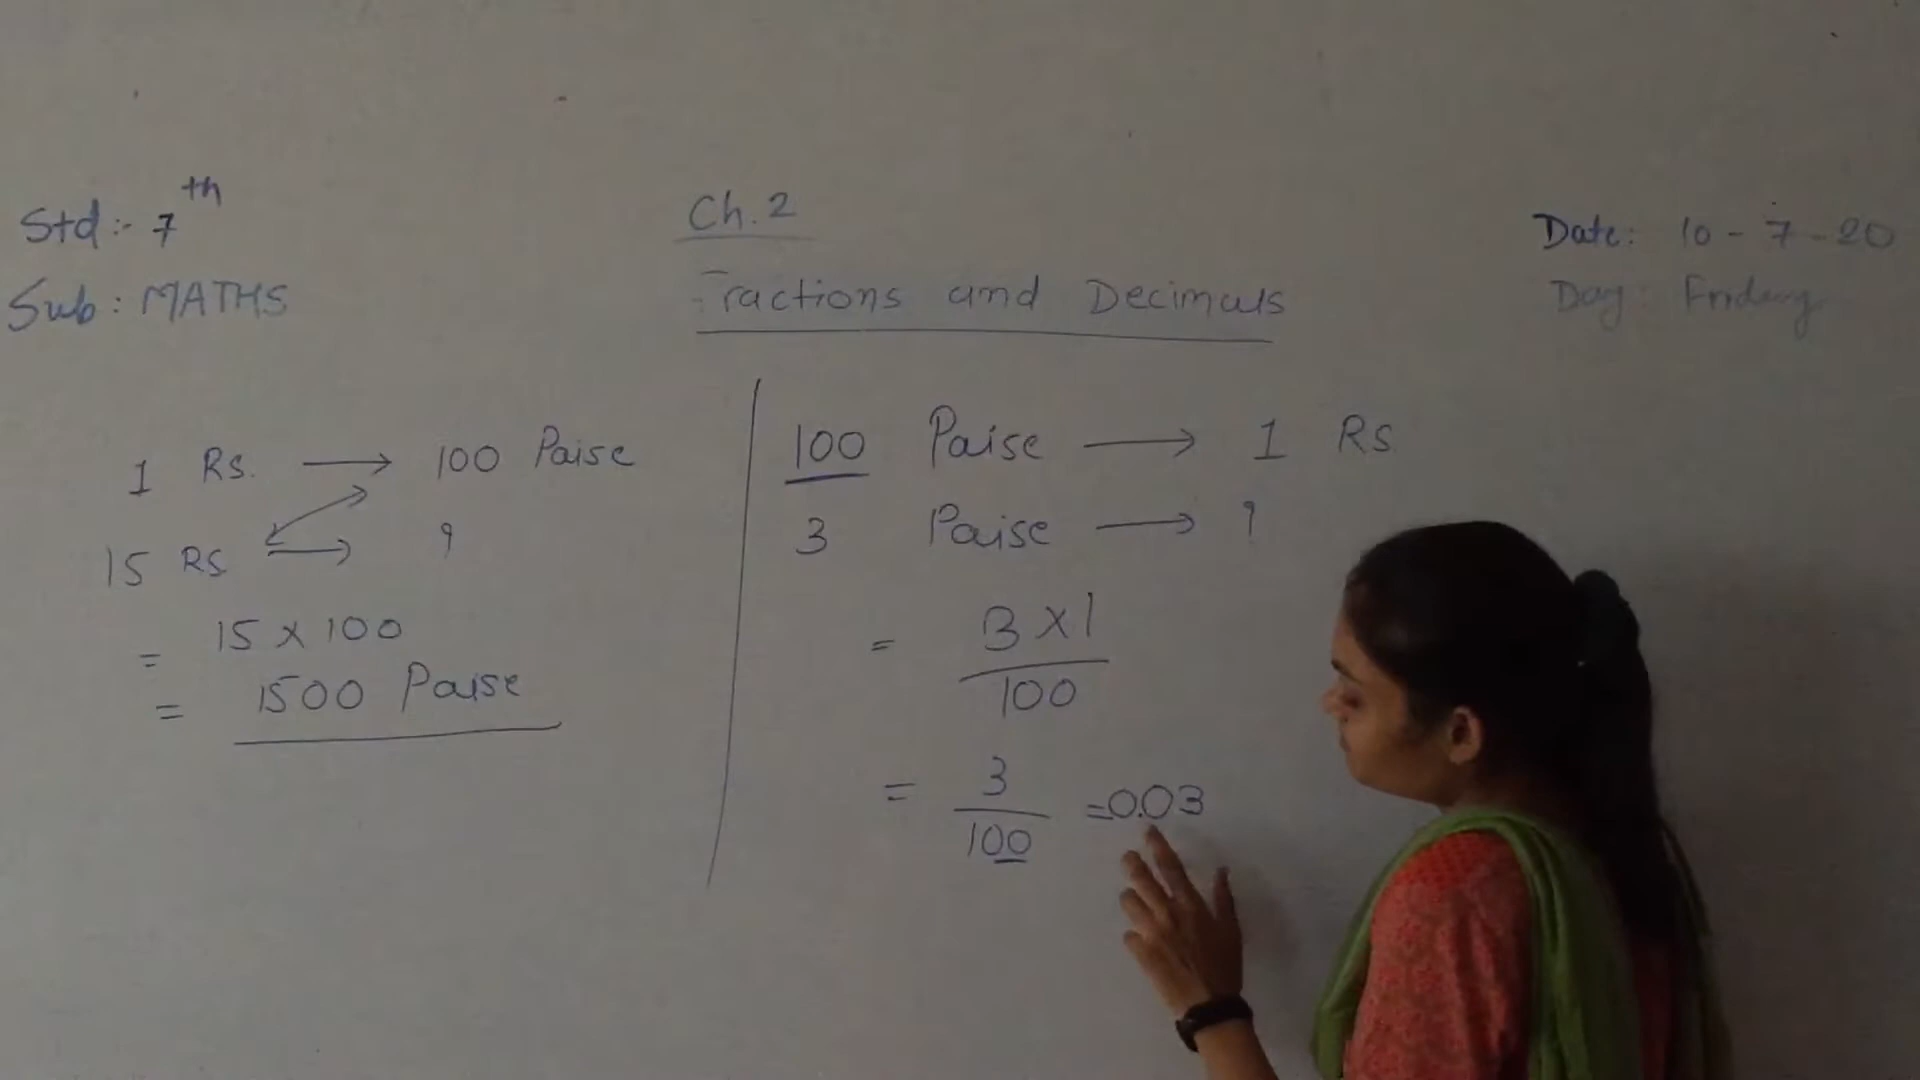 Std:- 7th
Sub: MATHS
Ch. 2
Fractions and Decimals
Date: 10 - 7 - 20
Day: Friday
1 Rs. → 100 Paise
15 RS → ?
= 15 x 100
= 1500 Paise
100 Paise → 1 RS
3 Paise → ?
= 3 x 1
100
= 3 = 0.03
100